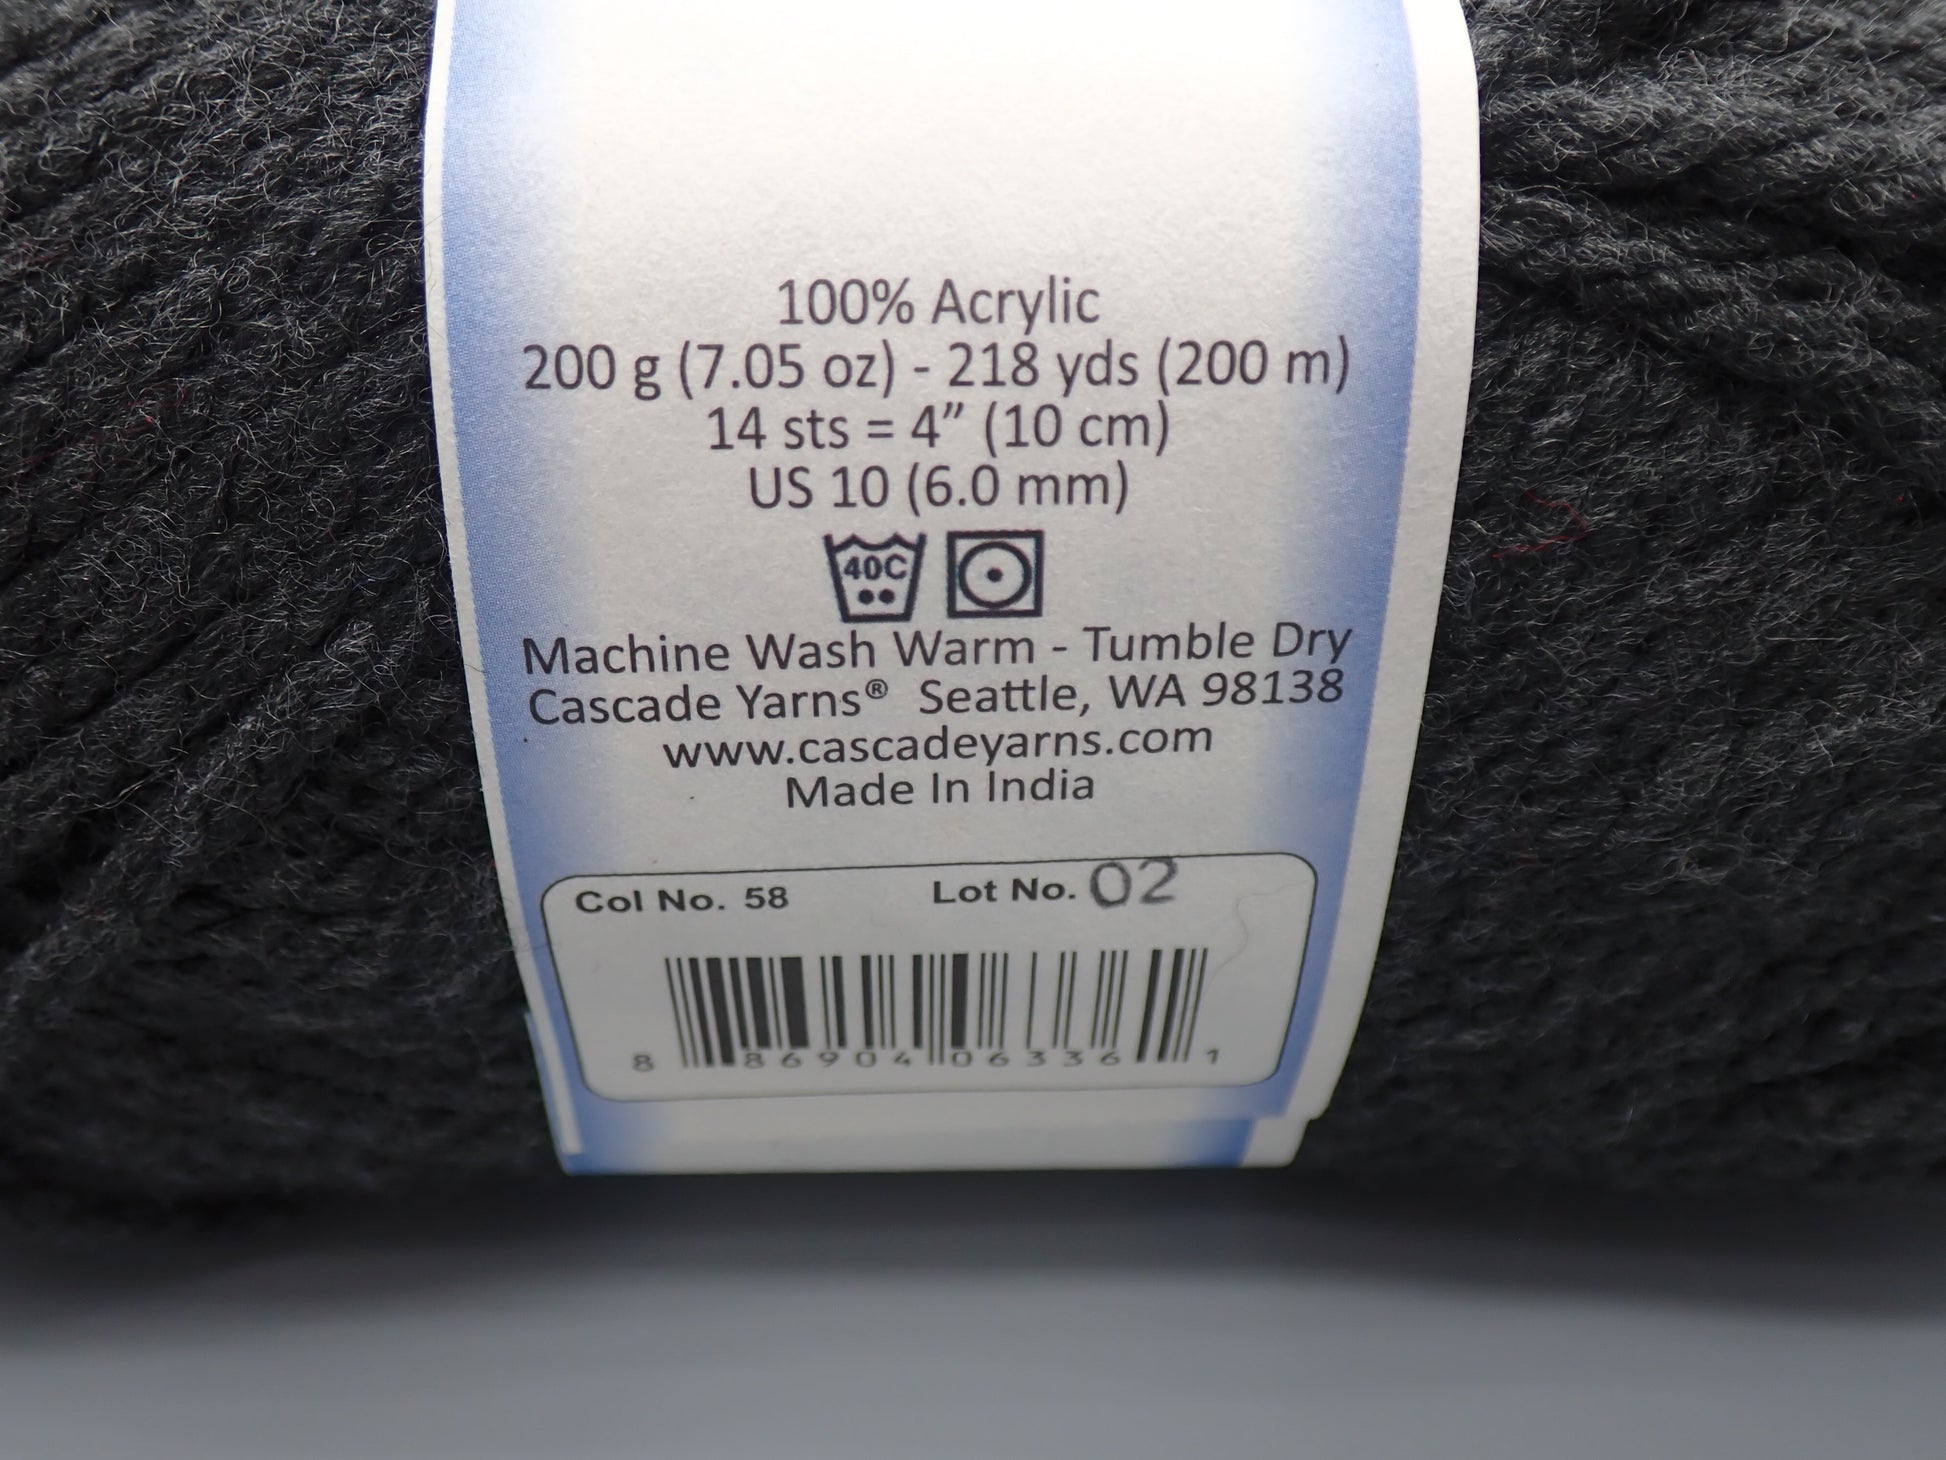 100% Acrylic
200 g (7.05 oz) - 218 yds (200 m)
14 sts = 4” (10 cm)
US 10 (6.0 mm)
40C
Machine Wash Warm - Tumble Dry
Cascade Yarns® Seattle, WA 98138
www.cascadeyarns.com
Made In India
Col No. 58 Lot No. 02
8 86904 06336 1